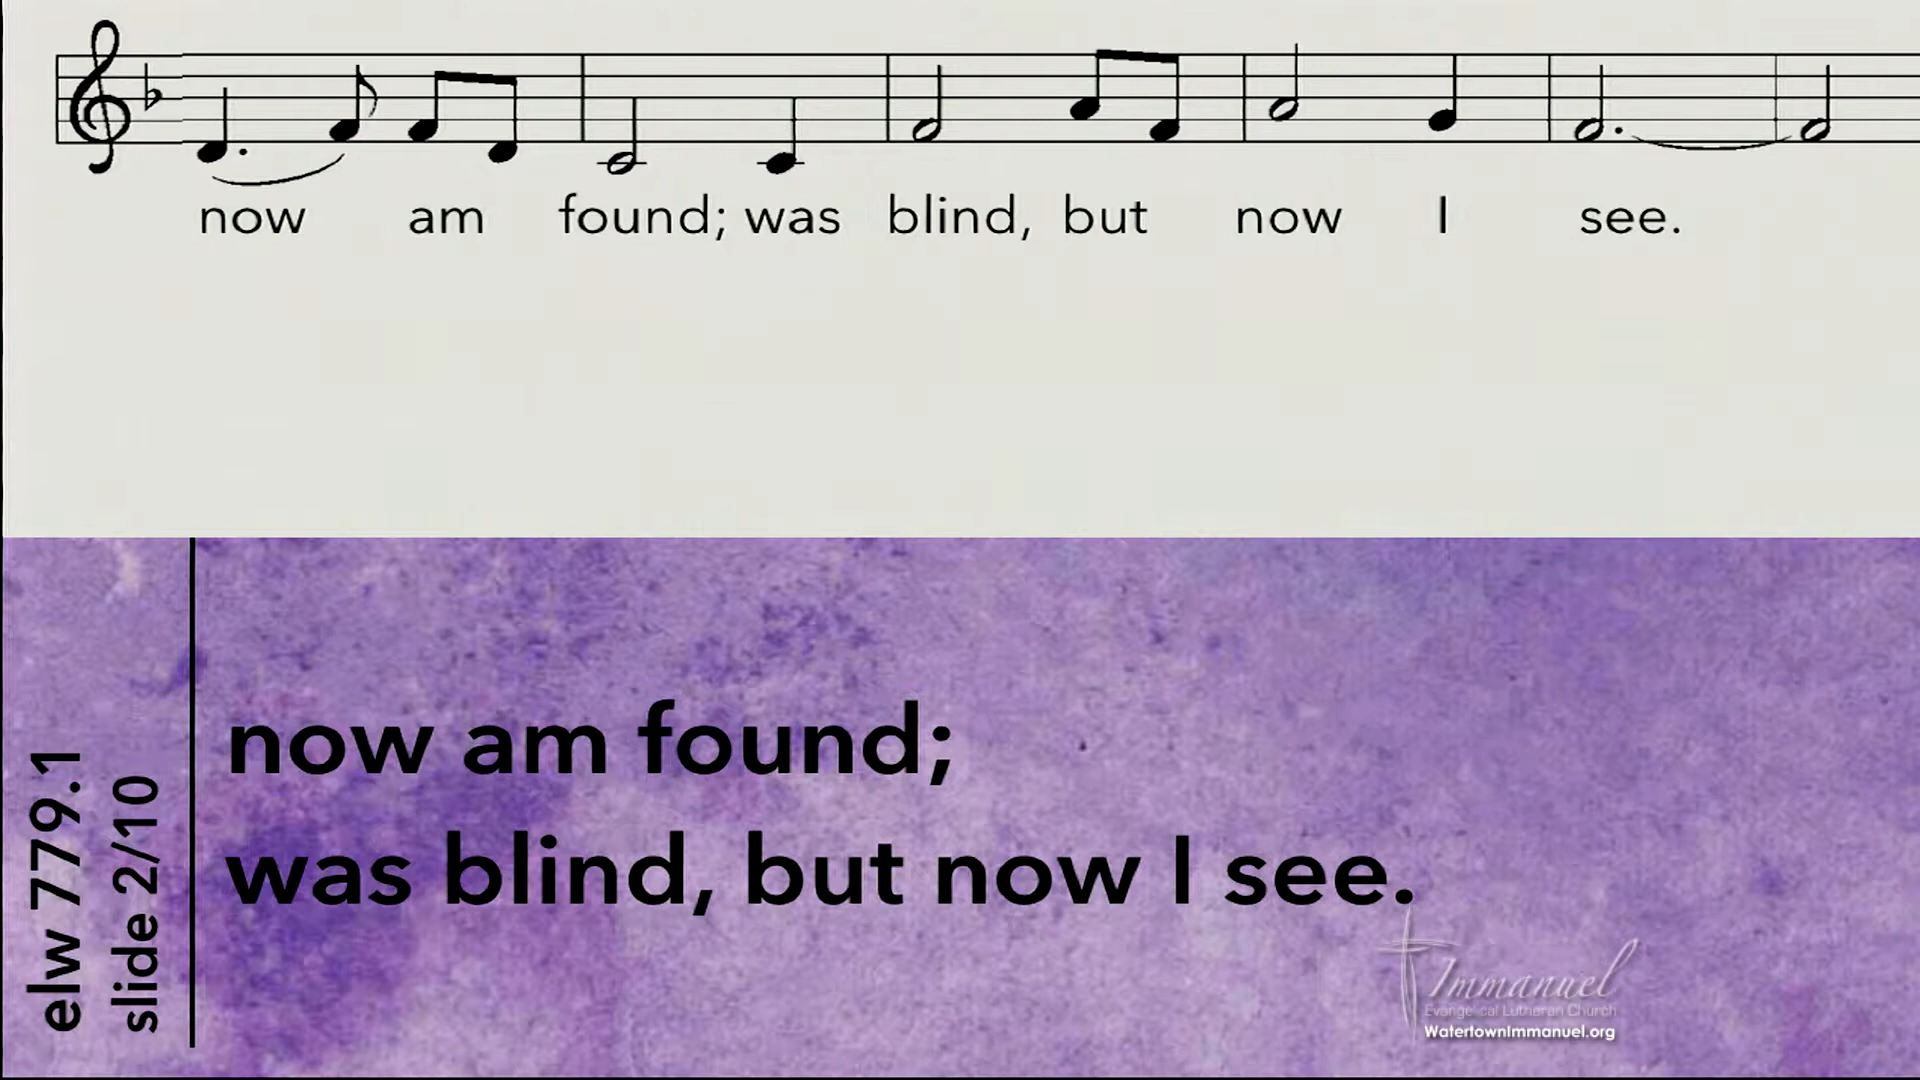 now am found; was blind, but now I see.
elw 779.1
slide 2/10
now am found;
was blind, but now I see.
Immanuel
Evangelical Lutheran Church
WatertownImmanuel.org